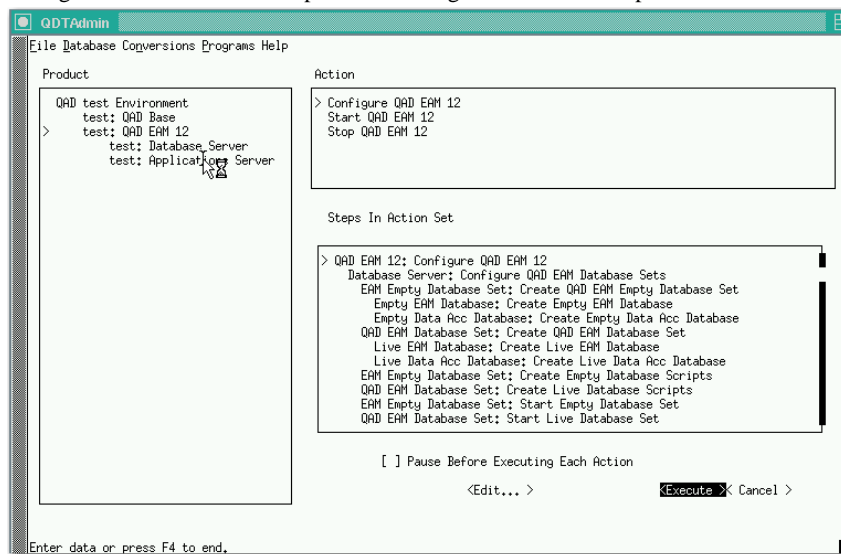 QDTAdmin
File Database Conversions Programs Help
Product
QAD test Environment
test: QAD Base
> test: QAD EAM 12
test: Database Server
test: Applications Server
Action
> Configure QAD EAM 12
Start QAD EAM 12
Stop QAD EAM 12
Steps In Action Set
> QAD EAM 12: Configure QAD EAM 12
Database Server: Configure QAD EAM Database Sets
EAM Empty Database Set: Create QAD EAM Empty Database Set
Empty EAM Database: Create Empty EAM Database
Empty Data Acc Database: Create Empty Data Acc Database
QAD EAM Database Set: Create QAD EAM Database Set
Live EAM Database: Create Live EAM Database
Live Data Acc Database: Create Live Data Acc Database
EAM Empty Database Set: Create Empty Database Scripts
QAD EAM Database Set: Create Live Database Scripts
EAM Empty Database Set: Start Empty Database Set
QAD EAM Database Set: Start Live Database Set
[ ] Pause Before Executing Each Action
<Edit... > <Execute >< Cancel >
Enter data or press F4 to end.